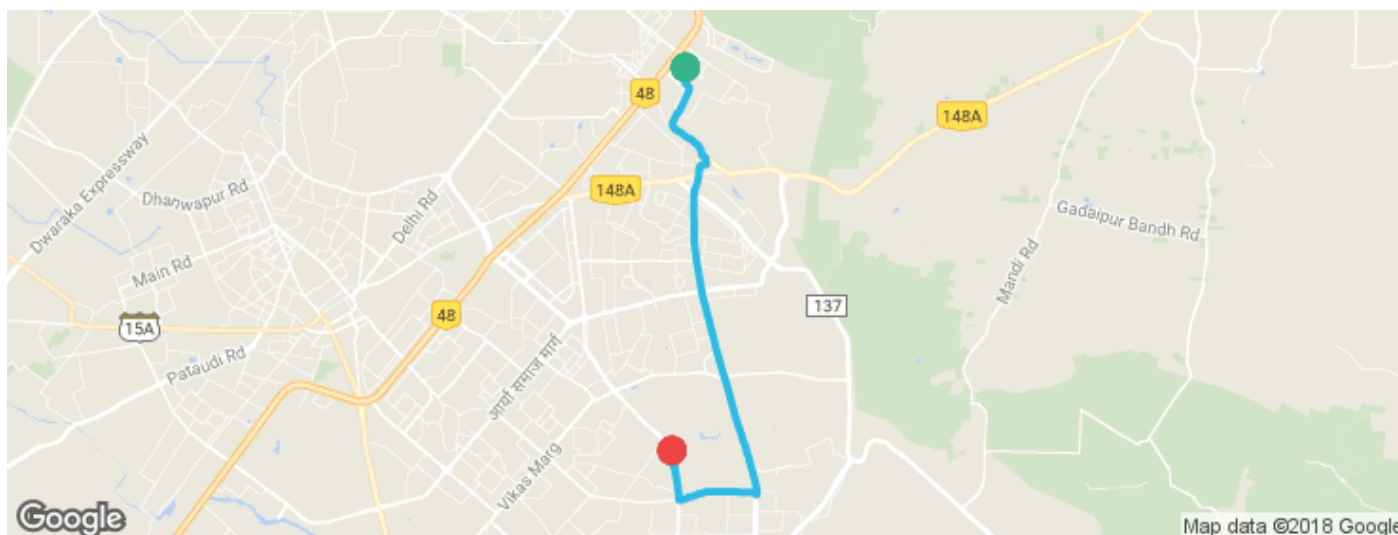 48
148A
Dwaraka Expressway
Dhanwapur Rd
Delhi Rd
148A
Gadaipur Bandh Rd
Mandi Rd
Main Rd
15A
48
137
Pataudi Rd
आर्या समाज मार्ग
Vikas Marg
Google
Map data ©2018 Google